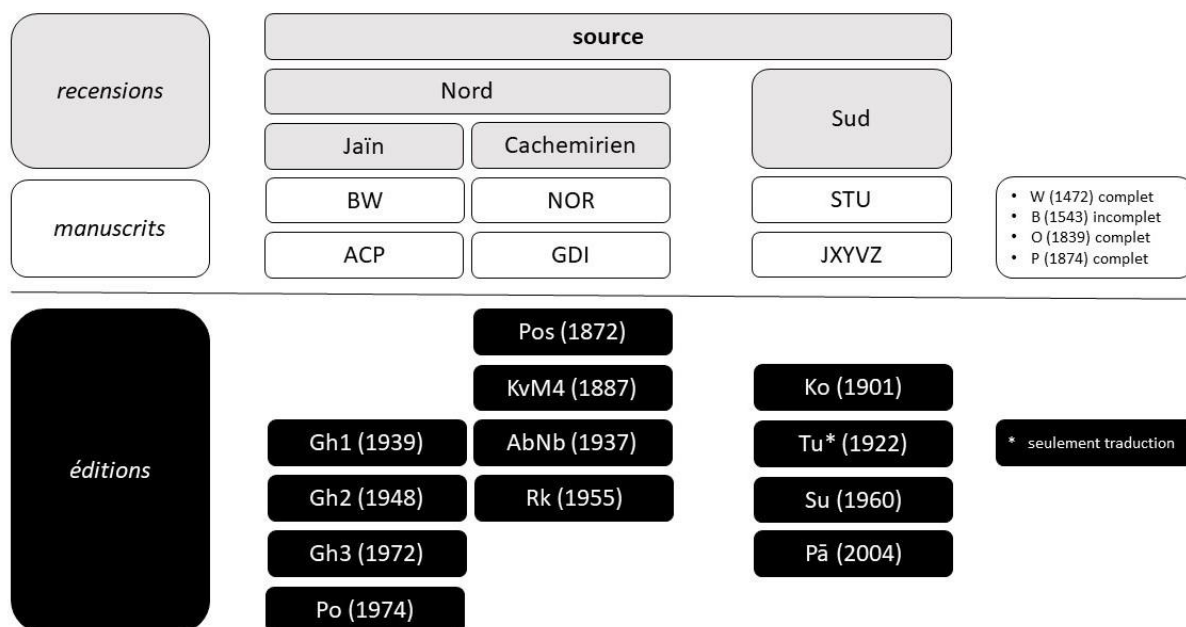 source
recensions
Nord
Sud
Jaïn
Cachemirien
manuscrits
BW
NOR
STU
ACP
GDI
JXYVZ
• W (1472) complet
• B (1543) incomplet
• O (1839) complet
• P (1874) complet
éditions
Pos (1872)
KvM4 (1887)
Ko (1901)
Gh1 (1939)
AbNb (1937)
Tu* (1922)
* seulement traduction
Gh2 (1948)
Rk (1955)
Su (1960)
Gh3 (1972)
Pā (2004)
Po (1974)